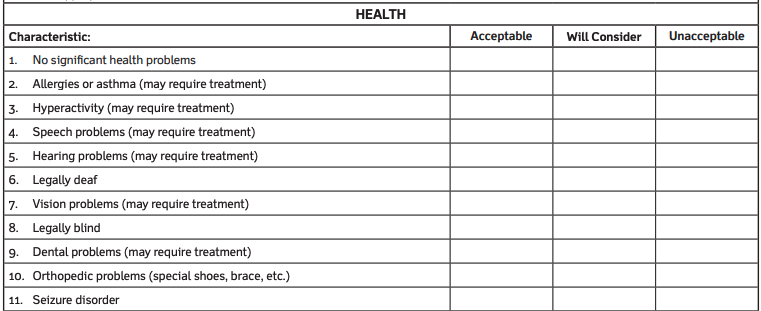 HEALTH
Characteristic: Acceptable Will Consider Unacceptable
1. No significant health problems
2. Allergies or asthma (may require treatment)
3. Hyperactivity (may require treatment)
4. Speech problems (may require treatment)
5. Hearing problems (may require treatment)
6. Legally deaf
7. Vision problems (may require treatment)
8. Legally blind
9. Dental problems (may require treatment)
10. Orthopedic problems (special shoes, brace, etc.)
11. Seizure disorder